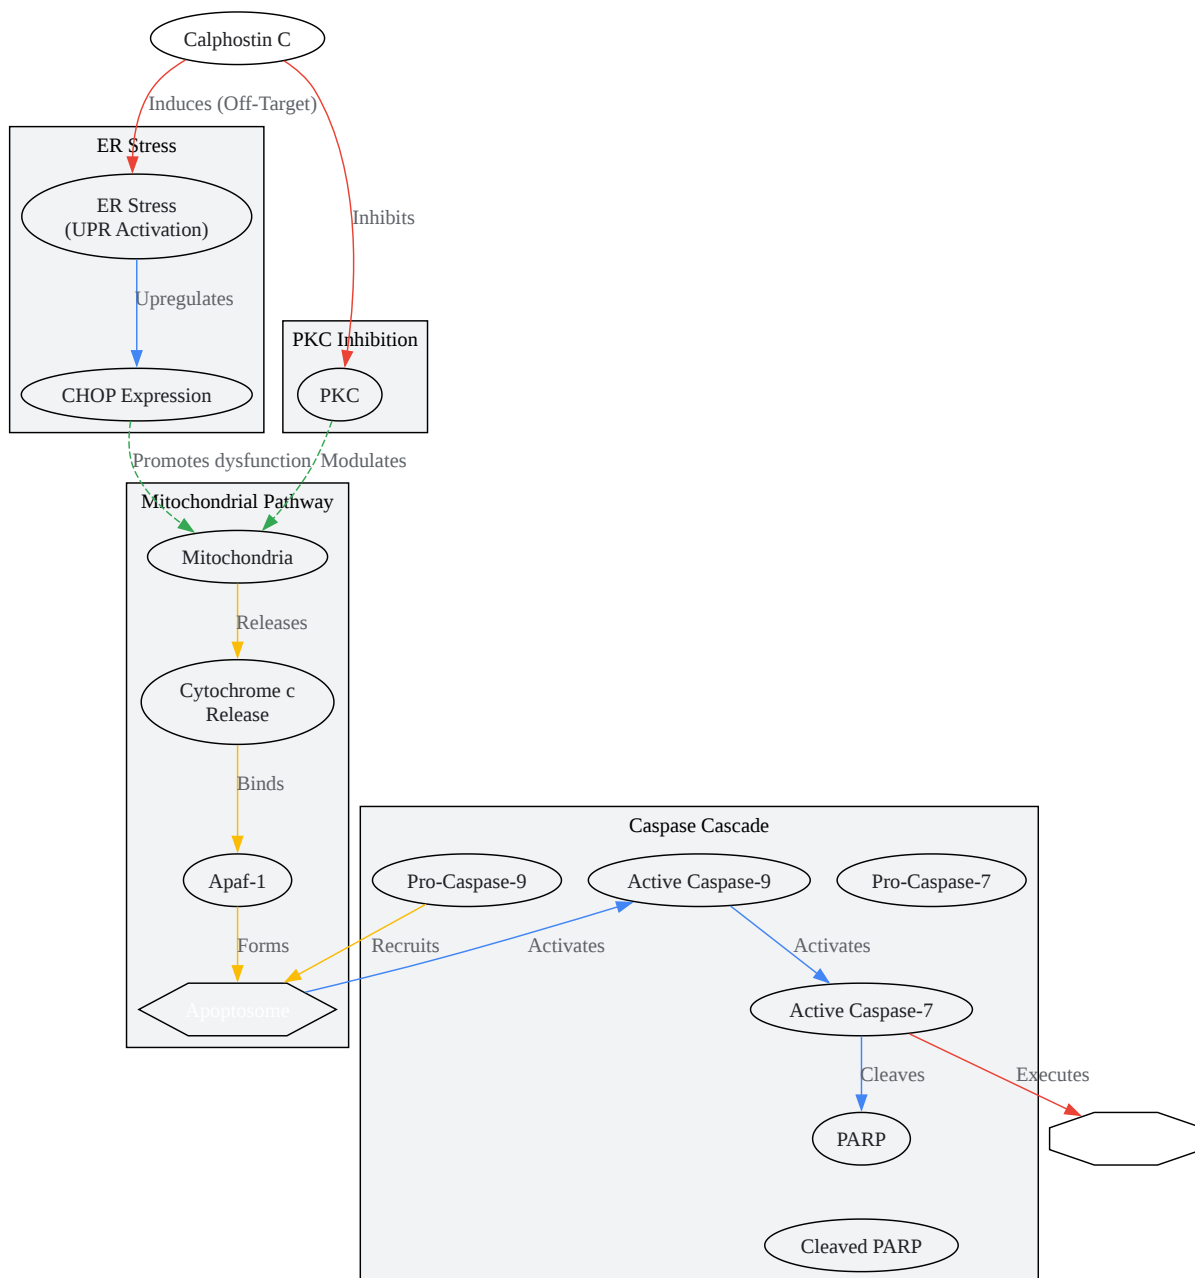 Calphostin C
Induces (Off-Target)
ER Stress
ER Stress
(UPR Activation)
Inhibits
Upregulates
PKC Inhibition
CHOP Expression
PKC
Promotes dysfunction
Modulates
Mitochondrial Pathway
Mitochondria
Releases
Cytochrome c
Release
Binds
Caspase Cascade
Apaf-1
Pro-Caspase-9
Active Caspase-9
Pro-Caspase-7
Forms
Recruits
Activates
Activates
Apoptosome
Active Caspase-7
Cleaves
Executes
PARP
Cleaved PARP